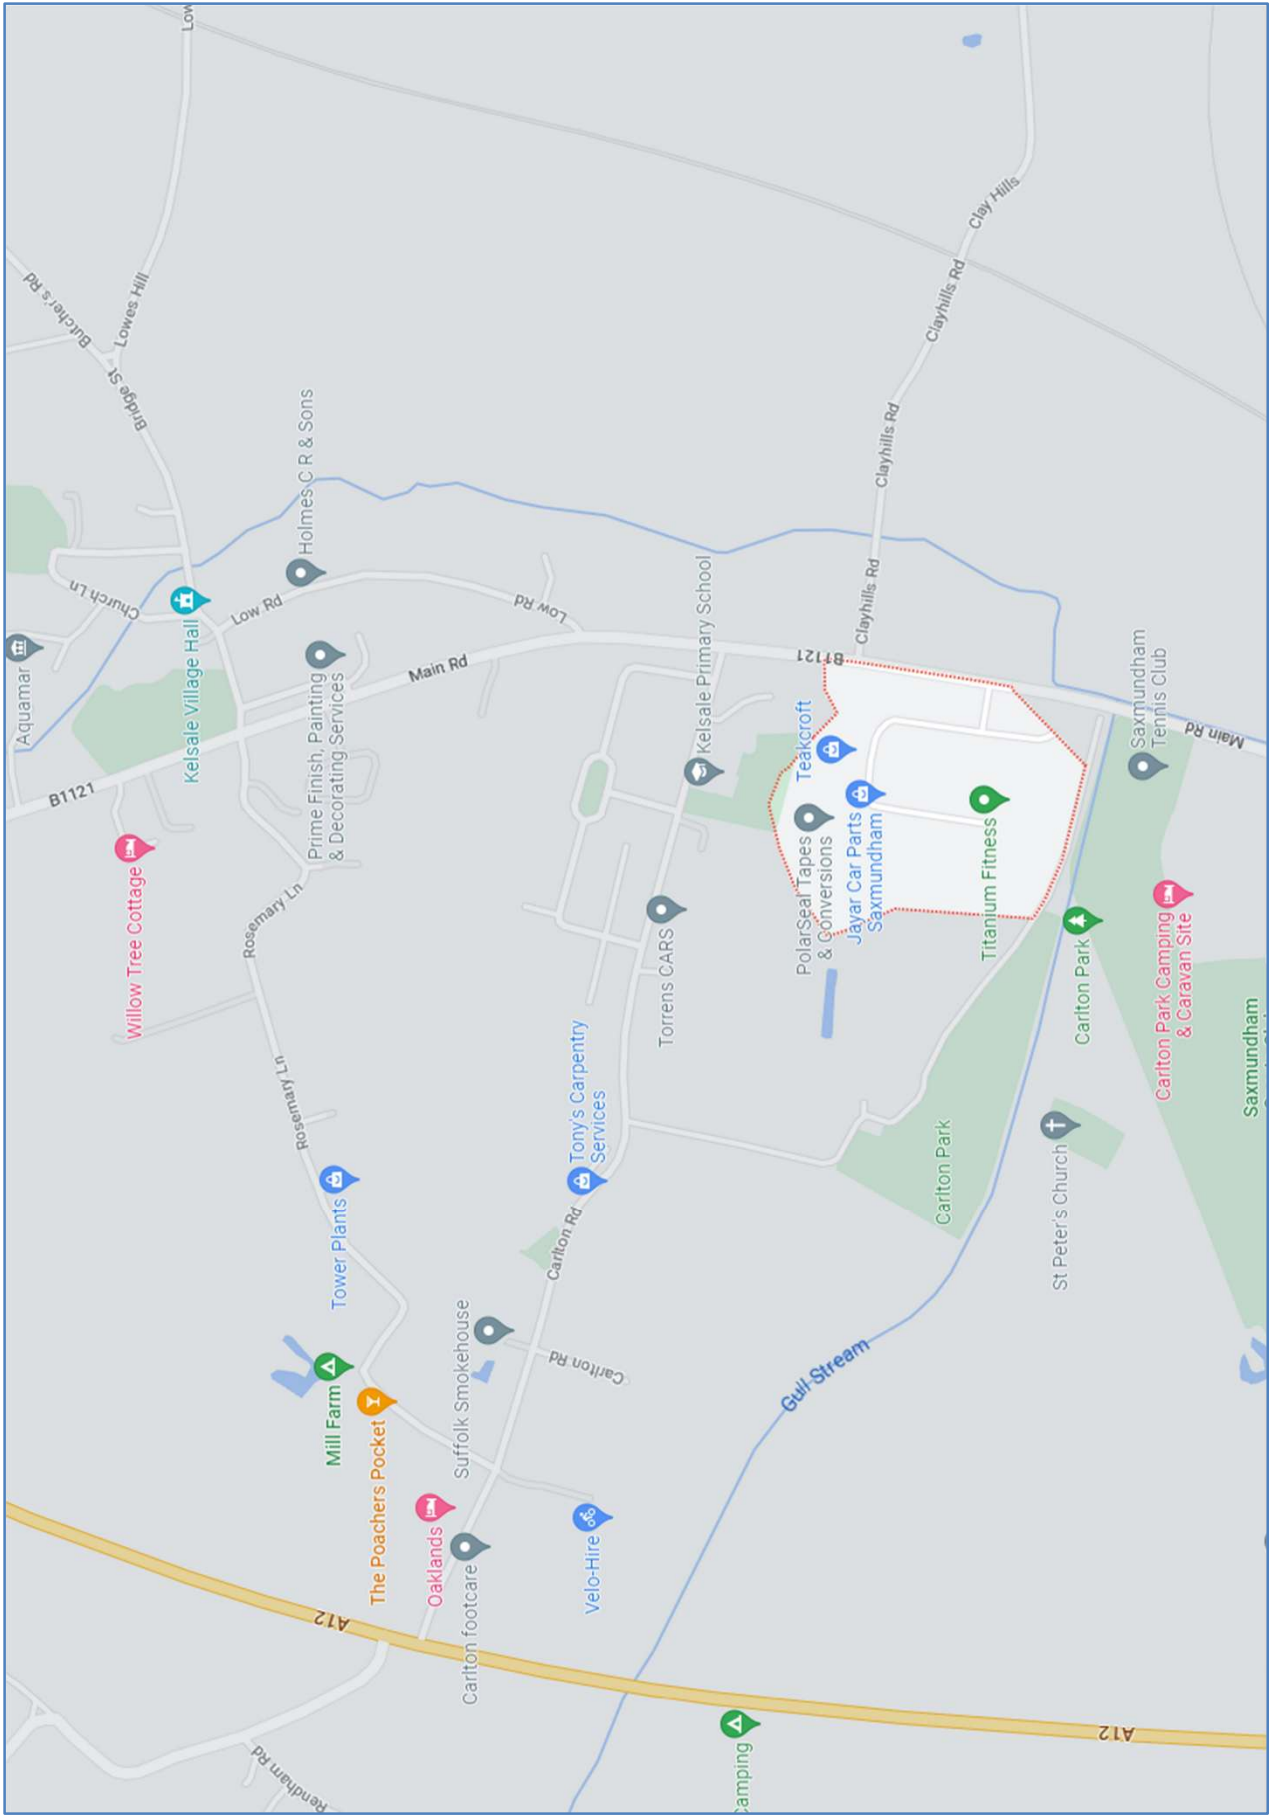 Low
Butcher's Rd
Lowes Hill
Bridge St
Clay Hills
Clayhills Rd
Clayhills Rd
Clayhills Rd
Holmes C R & Sons
Church Ln
Low Rd
Low Rd
Aquamar
Kelsale Village Hall
Prime Finish, Painting
& Decorating Services
Main Rd
B1121
B1121
Kelsale Primary School
Teakcroft
Saxmundham
Tennis Club
Main Rd
Willow Tree Cottage
Rosemary Ln
Rosemary Ln
PolarSeal Tapes
& Conversions
Jayar Car Parts
Saxmundham
Titanium Fitness
Torrens CARS
Carlton Park
Carlton Park Camping
& Caravan Site
Saxmundham
Tony's Carpentry
Services
Tower Plants
Carlton Rd
Carlton Park
St Peter's Church
Mill Farm
The Poachers Pocket
Suffolk Smokehouse
Carlton Rd
Gull Stream
Oaklands
Carlton footcare
Velo-Hire
A12
A12
camping
Rendham Rd